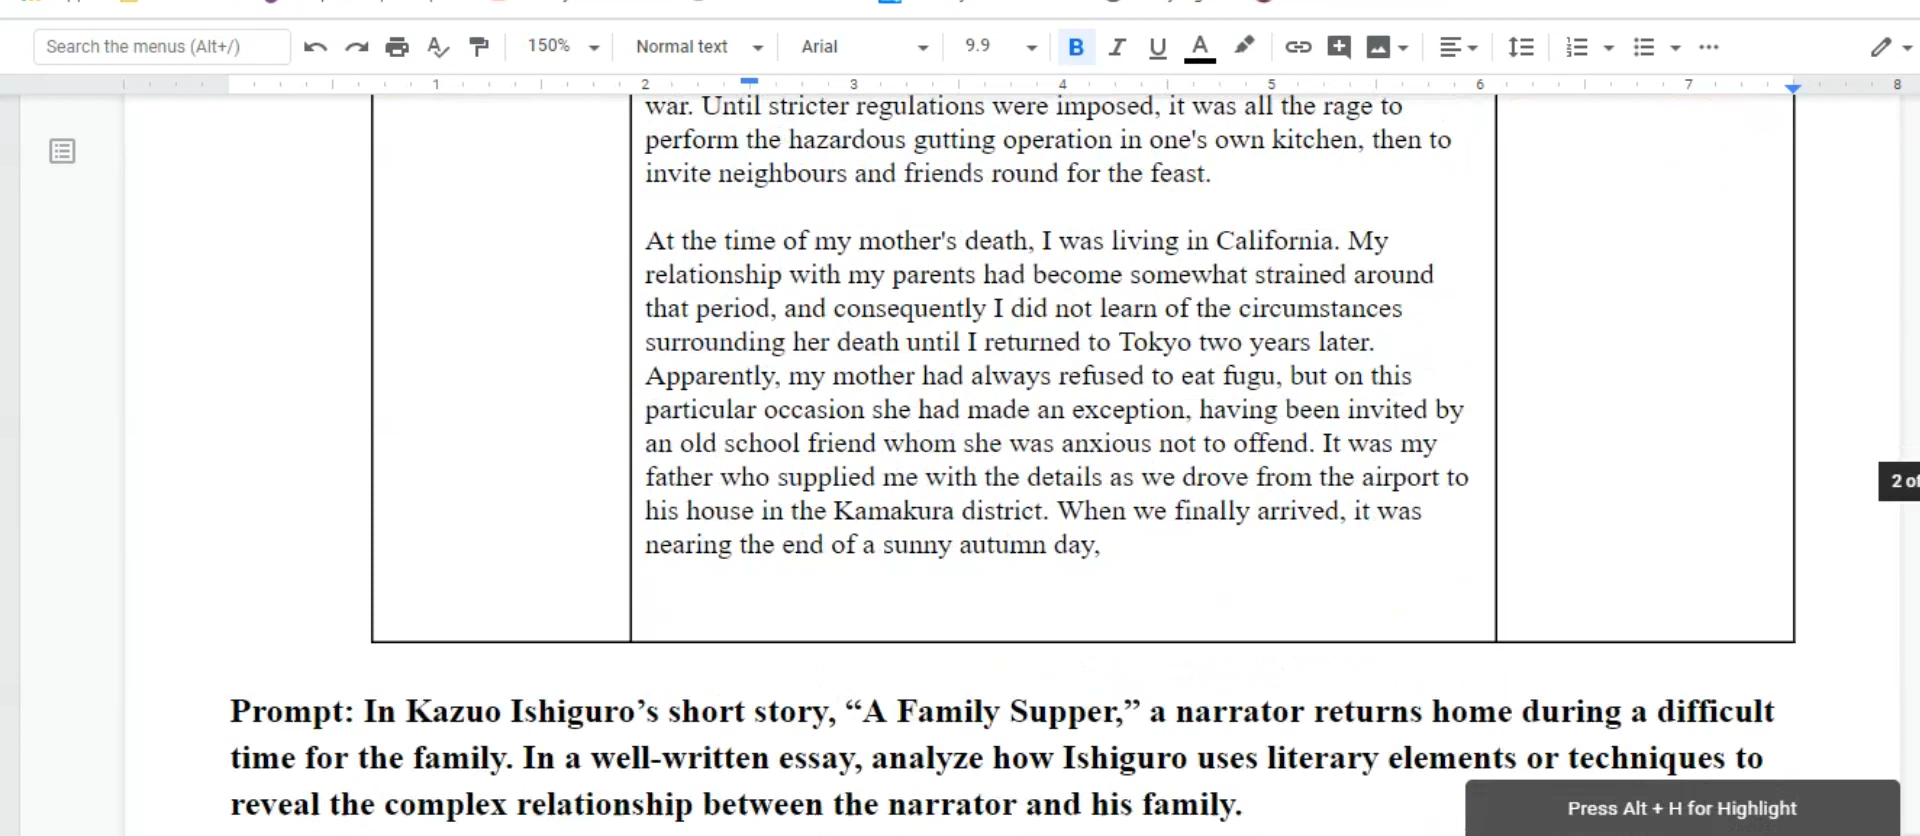 Search the menus (Alt+/) 150% Normal text Arial 9.9 B I U A
1 2 3 4 5 6 7 8
war. Until stricter regulations were imposed, it was all the rage to
perform the hazardous gutting operation in one's own kitchen, then to
invite neighbours and friends round for the feast.
At the time of my mother's death, I was living in California. My
relationship with my parents had become somewhat strained around
that period, and consequently I did not learn of the circumstances
surrounding her death until I returned to Tokyo two years later.
Apparently, my mother had always refused to eat fugu, but on this
particular occasion she had made an exception, having been invited by
an old school friend whom she was anxious not to offend. It was my
father who supplied me with the details as we drove from the airport to
his house in the Kamakura district. When we finally arrived, it was
nearing the end of a sunny autumn day,
2 of
Prompt: In Kazuo Ishiguro’s short story, “A Family Supper,” a narrator returns home during a difficult
time for the family. In a well-written essay, analyze how Ishiguro uses literary elements or techniques to
reveal the complex relationship between the narrator and his family.
Press Alt + H for Highlight